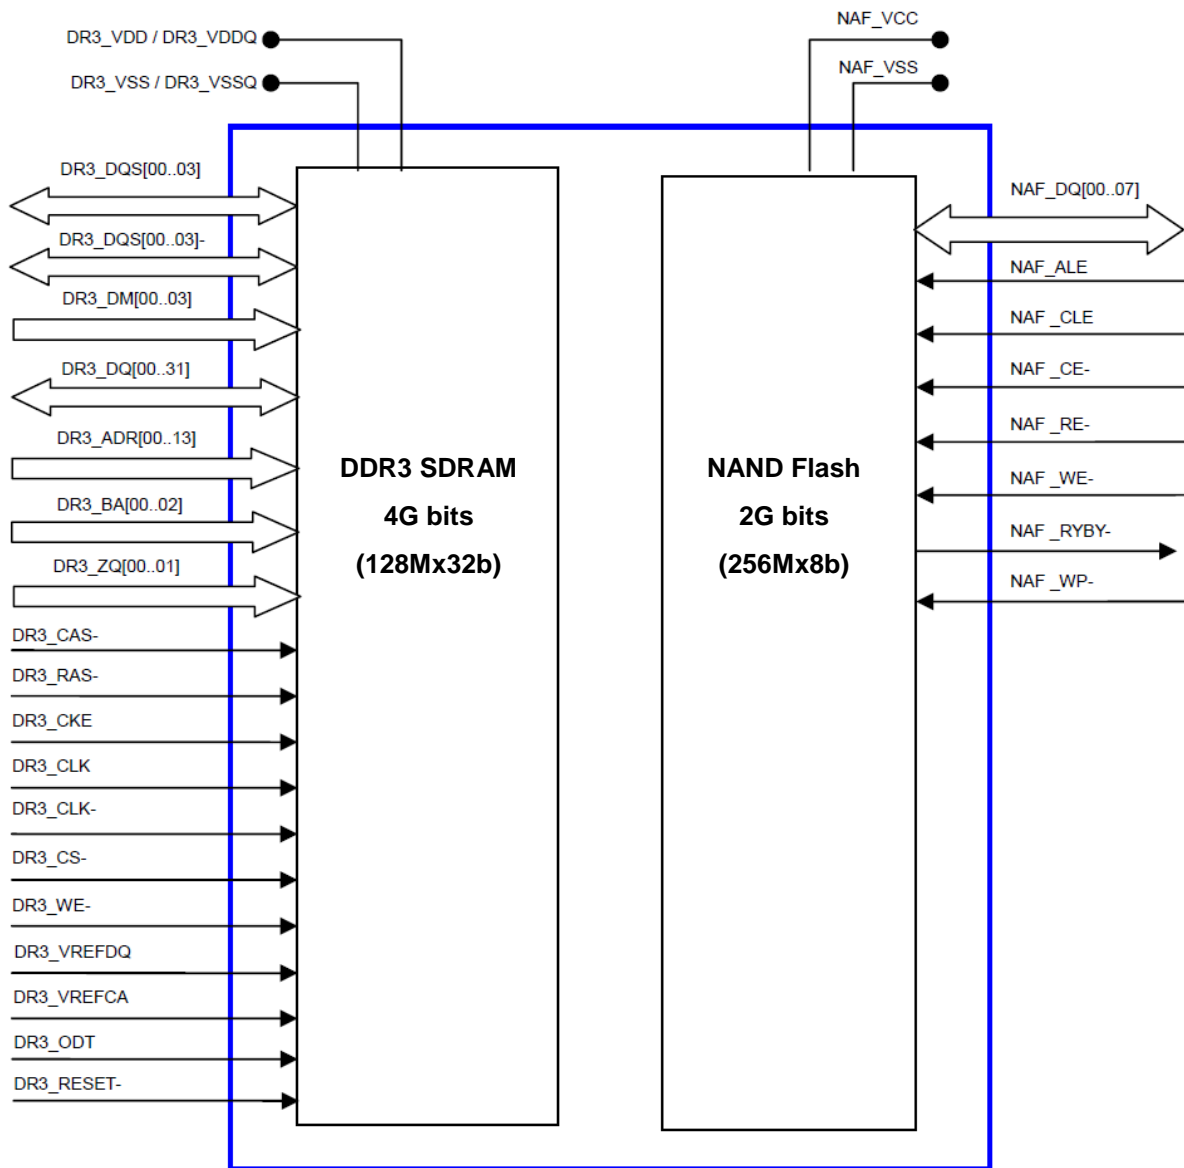 DR3_VDD / DR3_VDDQ
DR3_VSS / DR3_VSSQ
NAF_VCC
NAF_VSS
DR3_DQS[00..03]
DR3_DQS[00..03]-
DR3_DM[00..03]
DR3_DQ[00..31]
DR3_ADR[00..13]
DR3_BA[00..02]
DR3_ZQ[00..01]
DR3_CAS-
DR3_RAS-
DR3_CKE
DR3_CLK
DR3_CLK-
DR3_CS-
DR3_WE-
DR3_VREFDQ
DR3_VREFCA
DR3_ODT
DR3_RESET-
DDR3 SDRAM
4G bits
(128Mx32b)
NAND Flash
2G bits
(256Mx8b)
NAF_DQ[00..07]
NAF_ALE
NAF _CLE
NAF _CE-
NAF _RE-
NAF _WE-
NAF _RYBY-
NAF _WP-